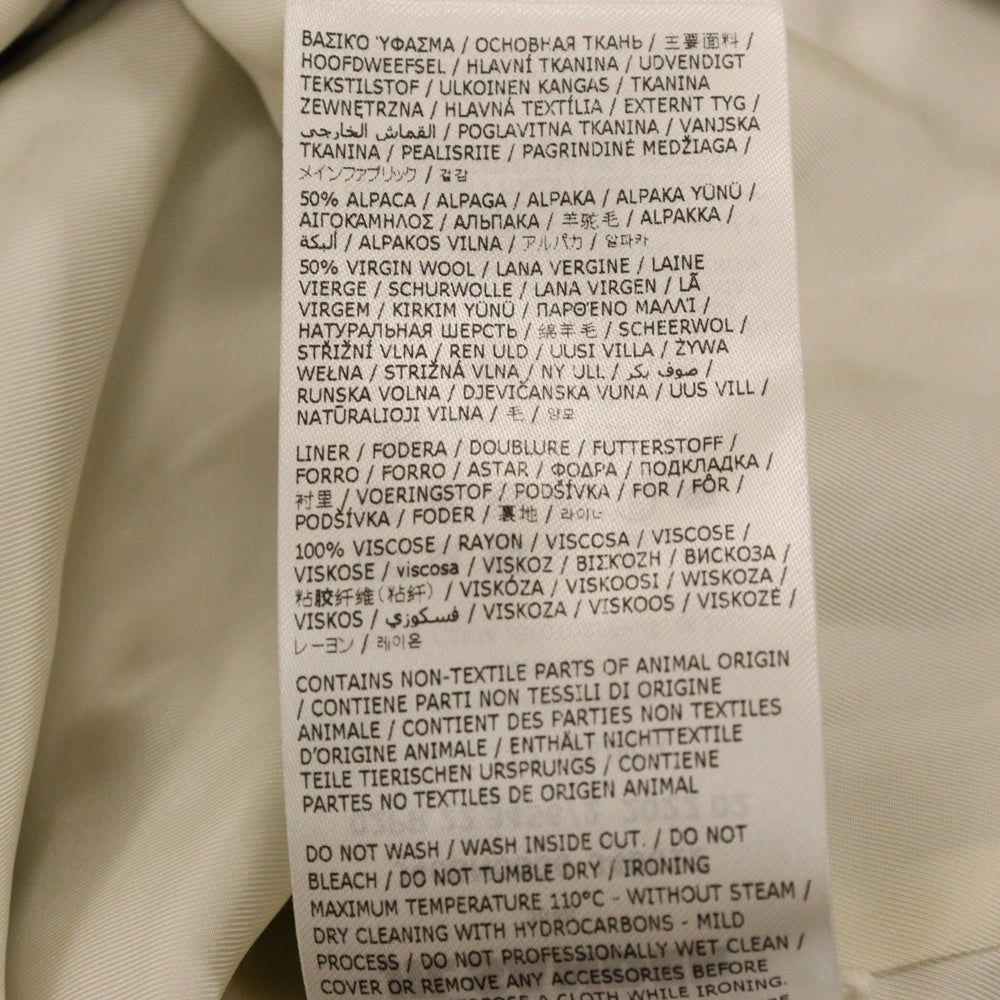 ΒΑΣΙΚΌ ΎΦΑΣΜΑ / ОСНОВНАЯ ТКАНЬ / 主要面料 /
HOOFDWEEFSEL / HLAVNÍ TKANINA / UDVENDIGT
TEKSTILSTOF / ULKOINEN KANGAS / TKANINA
ZEWNĘTRZNA / HLAVNÁ TEXTÍLIA / EXTERNT TYG /
القماش الخارجي / POGLAVITNA TKANINA / VANJSKA
TKANINA / PEALISRIIE / PAGRINDINĖ MEDŽIAGA /
メインファブリック / 겉감
50% ALPACA / ALPAGA / ALPAKA / ALPAKA YÜNÜ /
ΑΙΓΟΚΆΜΗΛΟΣ / АЛЬПАКА / 羊驼毛 / ALPAKKA /
ألبكة / ALPAKOS VILNA / アルパカ / 알파카
50% VIRGIN WOOL / LANA VERGINE / LAINE
VIERGE / SCHURWOLLE / LANA VIRGEN / LÃ
VIRGEM / KIRKIM YÜNÜ / ΠΑΡΘΈΝΟ ΜΑΛΛΊ /
НАТУРАЛЬНАЯ ШЕРСТЬ / 绵羊毛 / SCHEERWOL /
STŘIŽNÍ VLNA / REN ULD / UUSI VILLA / ŻYWA
WEŁNA / STRIŽNÁ VLNA / NY ULL / صوف بكر /
RUNSKA VOLNA / DJEVIČANSKA VUNA / UUS VILL /
NATŪRALIOJI VILNA / 毛 / 양모
LINER / FODERA / DOUBLURE / FUTTERSTOFF /
FORRO / FORRO / ASTAR / ΦΟΔΡΑ / ПОДКЛАДКА /
衬里 / VOERINGSTOF / PODŠÍVKA / FOR / FÔR /
PODŠÍVKA / FODER / 裏地 / 라이너
100% VISCOSE / RAYON / VISCOSA / VISCOSE /
VISKOSE / viscosa / VISKOZ / ΒΙΣΚΌΖΗ / ВИСКОЗА /
粘胶纤维(粘纤) / VISKÓZA / VISKOOSI / WISKOZA /
VISKOS / فسكوزي / VISKOZA / VISKOOS / VISKOZĖ /
レーヨン / 레이온
CONTAINS NON-TEXTILE PARTS OF ANIMAL ORIGIN
/ CONTIENE PARTI NON TESSILI DI ORIGINE
ANIMALE / CONTIENT DES PARTIES NON TEXTILES
D'ORIGINE ANIMALE / ENTHÄLT NICHTTEXTILE
TEILE TIERISCHEN URSPRUNGS / CONTIENE
PARTES NO TEXTILES DE ORIGEN ANIMAL
DO NOT WASH / WASH INSIDE OUT. / DO NOT
BLEACH / DO NOT TUMBLE DRY / IRONING
MAXIMUM TEMPERATURE 110°C - WITHOUT STEAM /
DRY CLEANING WITH HYDROCARBONS - MILD
PROCESS / DO NOT PROFESSIONALLY WET CLEAN /
COVER OR REMOVE ANY ACCESSORIES BEFORE
A CLOTH WHILE IRONING.